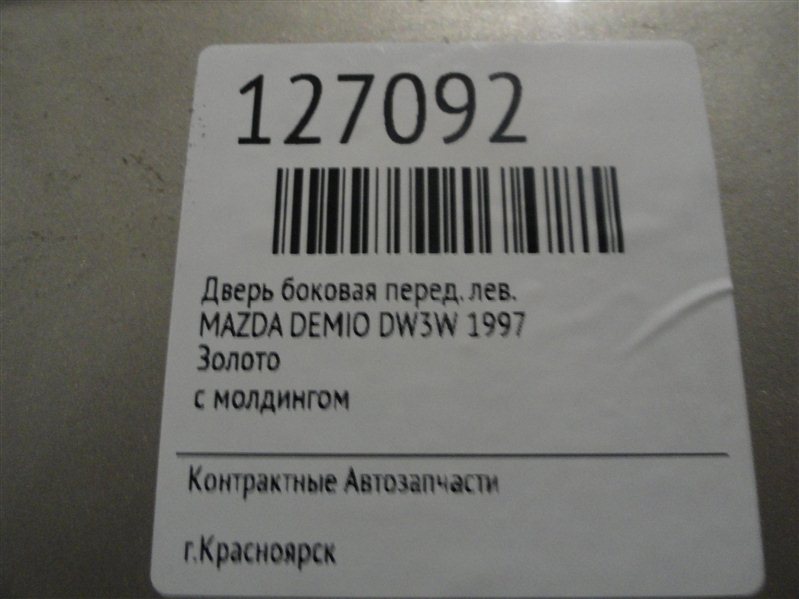 127092
Дверь боковая перед. лев.
MAZDA DEMIO DW3W 1997
Золото
с молдингом
Контрактные Автозапчасти
г.Красноярск